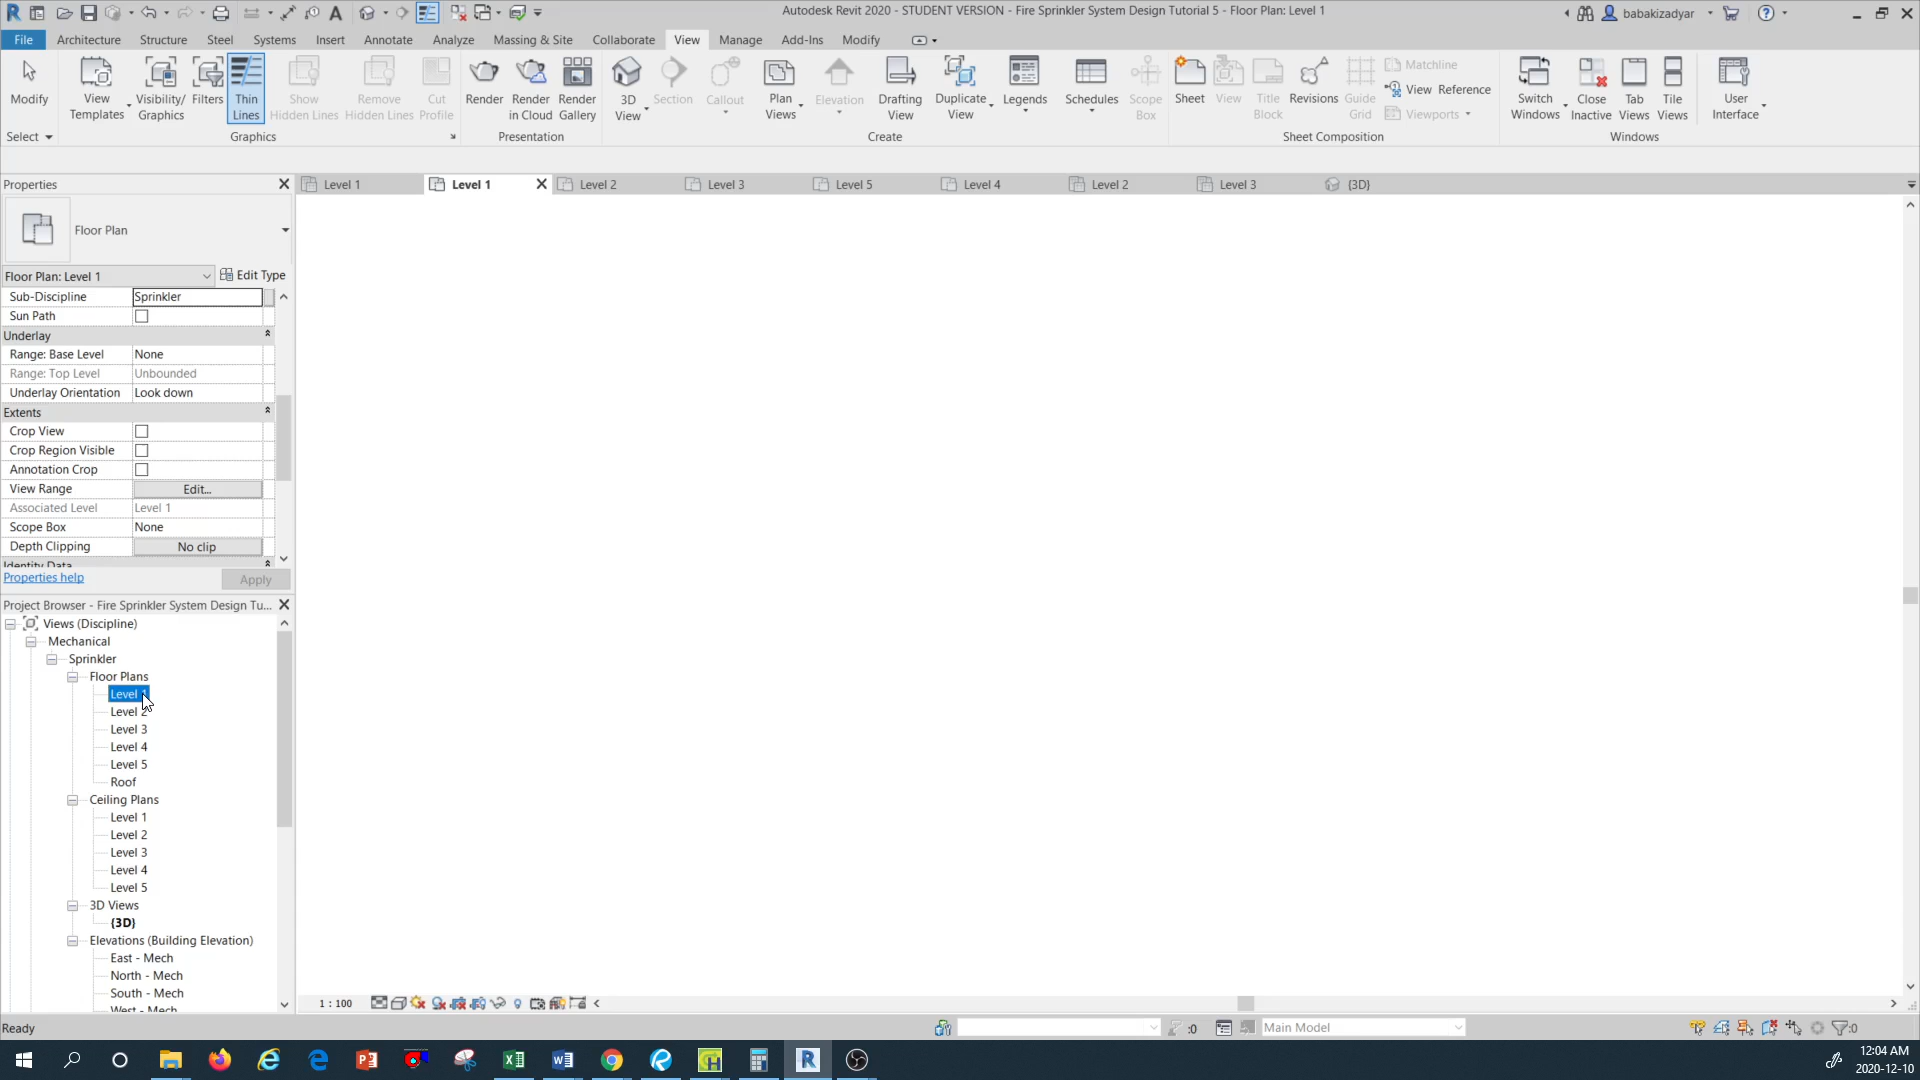 Autodesk Revit 2020 - STUDENT VERSION - Fire Sprinkler System Design Tutorial 5 - Floor Plan: Level 1
babakizadyar
File Architecture Structure Steel Systems Insert Annotate Analyze Massing & Site Collaborate View Manage Add-Ins Modify
Modify
View Templates
Visibility/ Graphics
Filters
Thin Lines
Show Hidden Lines
Remove Hidden Lines
Cut Profile
Render
Render in Cloud
Render Gallery
3D View
Section
Callout
Plan Views
Elevation
Drafting View
Duplicate View
Legends
Schedules
Scope Box
Sheet
View
Title Block
Revisions
Guide Grid
Matchline
View Reference
Viewports
Switch Windows
Close Inactive
Tab Views
Tile Views
User Interface
Select Graphics Presentation Create Sheet Composition Windows
Properties
Level 1 Level 1 Level 2 Level 3 Level 5 Level 4 Level 2 Level 3 {3D}
Floor Plan
Floor Plan: Level 1 Edit Type
Sub-Discipline Sprinkler
Sun Path
Underlay
Range: Base Level None
Range: Top Level Unbounded
Underlay Orientation Look down
Extents
Crop View
Crop Region Visible
Annotation Crop
View Range Edit...
Associated Level Level 1
Scope Box None
Depth Clipping No clip
Identity Data
Properties help Apply
Project Browser - Fire Sprinkler System Design Tu...
Views (Discipline)
Mechanical
Sprinkler
Floor Plans
Level 1
Level 2
Level 3
Level 4
Level 5
Roof
Ceiling Plans
Level 1
Level 2
Level 3
Level 4
Level 5
3D Views
{3D}
Elevations (Building Elevation)
East - Mech
North - Mech
South - Mech
West - Mech
1 : 100
Ready
:0
Main Model
:0
12:04 AM
2020-12-10